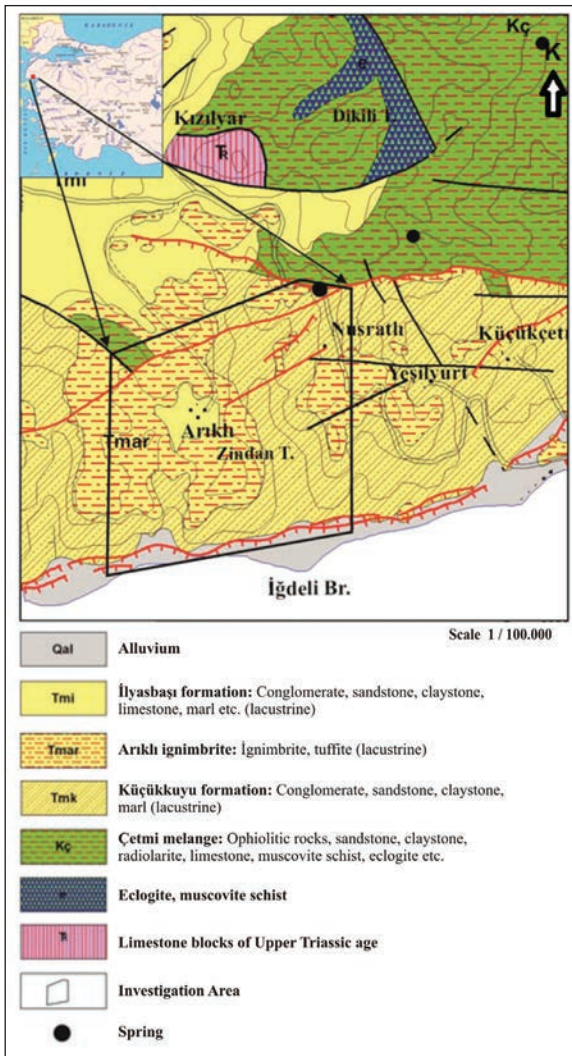 KARADENİZ
Kç
K
e
Dikili T.
Kızılyar
TR
Tmi
Nusratlı
Küçükçetmi
Yeşilyurt
Arıklı
Tmar
Zindan T.
İğdeli Br.
Scale 1 / 100.000
Qal Alluvium
Tmi İlyasbaşı formation: Conglomerate, sandstone, claystone,
limestone, marl etc. (lacustrine)
Tmar Arıklı ignimbrite: İgnimbrite, tuffite (lacustrine)
Tmk Küçükkuyu formation: Conglomerate, sandstone, claystone,
marl (lacustrine)
Kç Çetmi melange: Ophiolitic rocks, sandstone, claystone,
radiolarite, limestone, muscovite schist, eclogite etc.
e Eclogite, muscovite schist
TR Limestone blocks of Upper Triassic age
Investigation Area
Spring